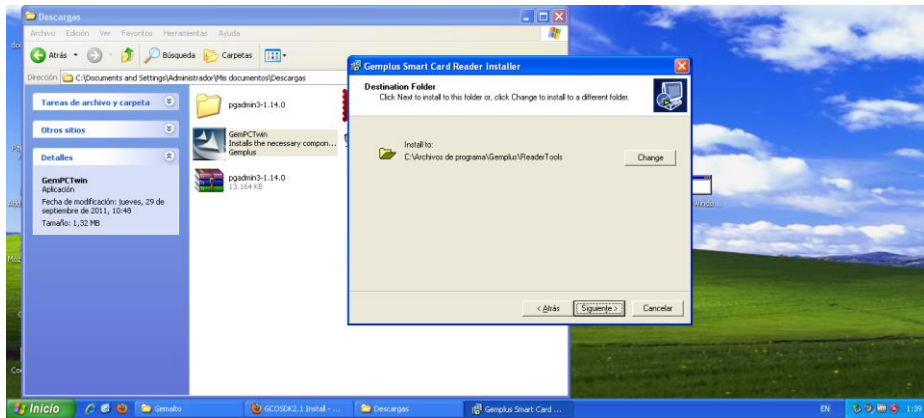 Descargas
Archivo Edición Ver Favoritos Herramientas Ayuda
Atrás
Búsqueda
Carpetas
Dirección
C:\Documents and Settings\Administrador\Mis documentos\Descargas
Tareas de archivo y carpeta
Otros sitios
Detalles
GemPCTwin
Aplicación
Fecha de modificación: jueves, 29 de
septiembre de 2011, 10:48
Tamaño: 1,32 MB
pgadmin3-1.14.0
GemPCTwin
Installs the necessary compon...
Gemplus
pgadmin3-1.14.0
13.164 KB
Gemplus Smart Card Reader Installer
Destination Folder
Click Next to install to this folder or, click Change to install to a different folder.
Install to:
C:\Archivos de programa\Gemplus\ReaderTools
Change
< Atrás
Siguiente >
Cancelar
Inicio
Gemalto
GCOSDK2.1 Install - ...
Descargas
Gemplus Smart Card ...
EN